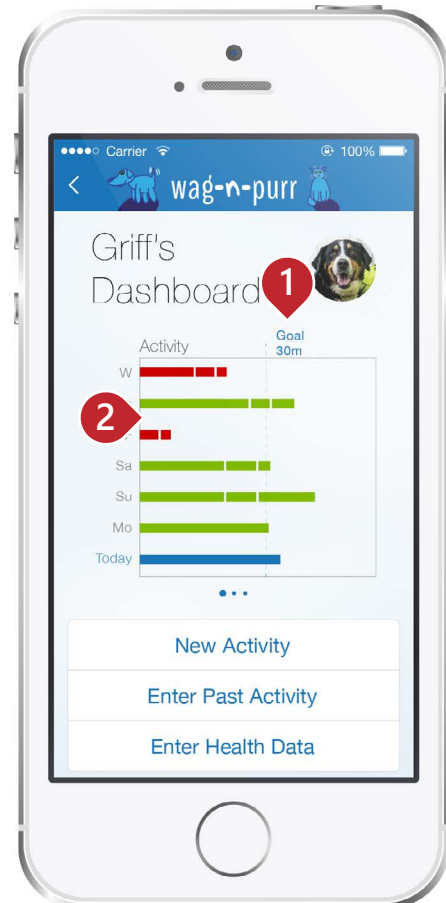 Carrier 100%
wag-n-purr
Griff's
Dashboard
1
Goal
30m
Activity
W
2
Sa
Su
Mo
Today
New Activity
Enter Past Activity
Enter Health Data